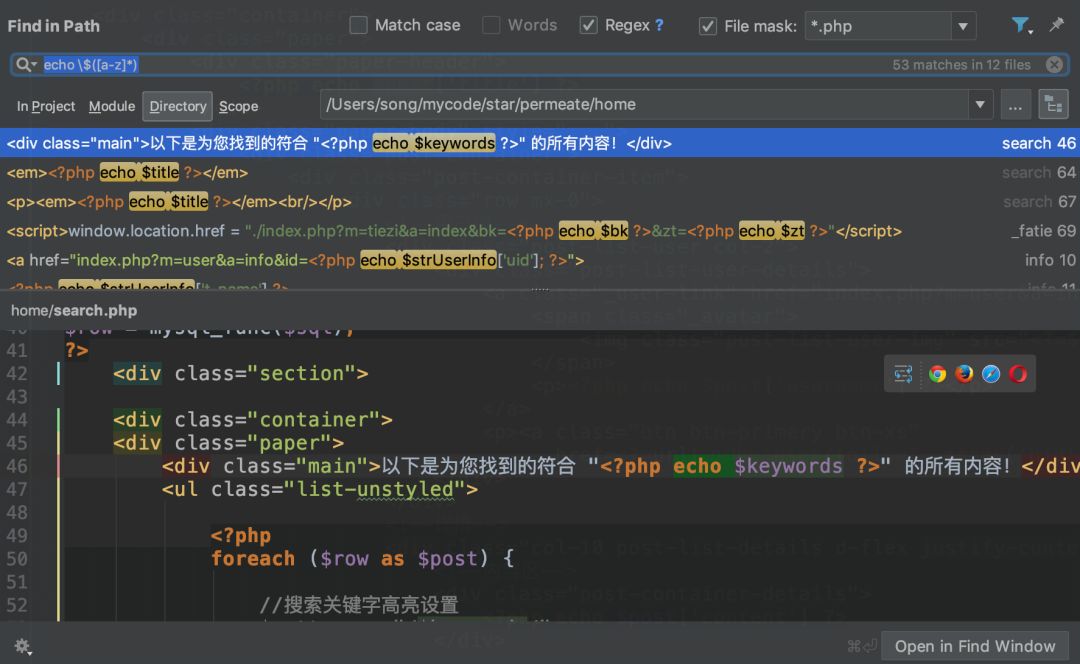 Find in Path
Match case
Words
Regex ?
File mask: *.php
echo \$([a-z]*)
53 matches in 12 files
In Project Module Directory Scope
/Users/song/mycode/star/permeate/home
...
<div class="main">以下是为您找到的符合 "<?php echo $keywords ?>" 的所有内容! </div> search 46
<em><?php echo $title ?></em> search 64
<p><em><?php echo $title ?></em><br/></p> search 67
<script>window.location.href = "./index.php?m=tiezi&a=index&bk=<?php echo $bk ?>&zt=<?php echo $zt ?>"</script> _fatie 69
<a href="index.php?m=user&a=info&id=<?php echo $strUserInfo['uid']; ?>"> info 10
<?php echo $strUserInfo['t_name'] ?> info 11
home/search.php
40 $row = mysql_func($sql);
41 ?>
42 <div class="section">
43
44 <div class="container">
45 <div class="paper">
46 <div class="main">以下是为您找到的符合 "<?php echo $keywords ?>" 的所有内容! </div
47 <ul class="list-unstyled">
48
49 <?php
50 foreach ($row as $post) {
51
52 //搜索关键字高亮设置
Open in Find Window